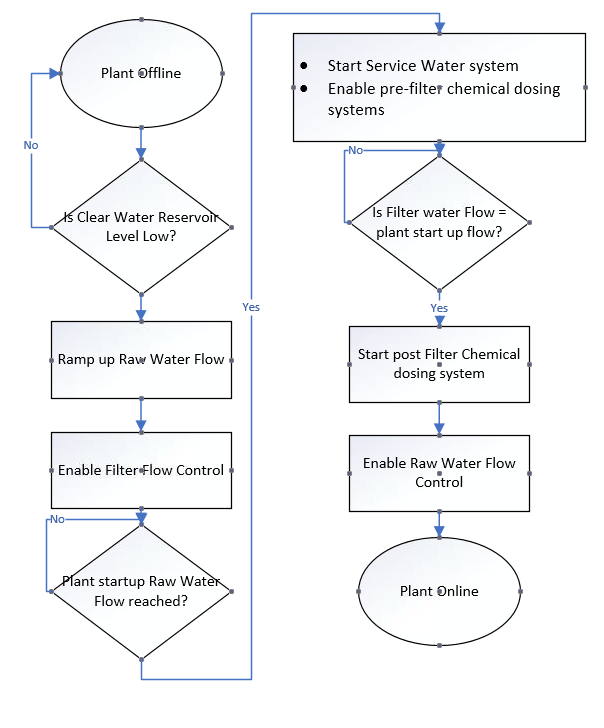 Plant Offline
No
Is Clear Water Reservoir
Level Low?
Ramp up Raw Water Flow
Enable Filter Flow Control
No
Plant startup Raw Water
Flow reached?
Yes
● Start Service Water system
● Enable pre-filter chemical dosing
systems
No
Is Filter water Flow =
plant start up flow?
Yes
Start post Filter Chemical
dosing system
Enable Raw Water Flow
Control
Plant Online